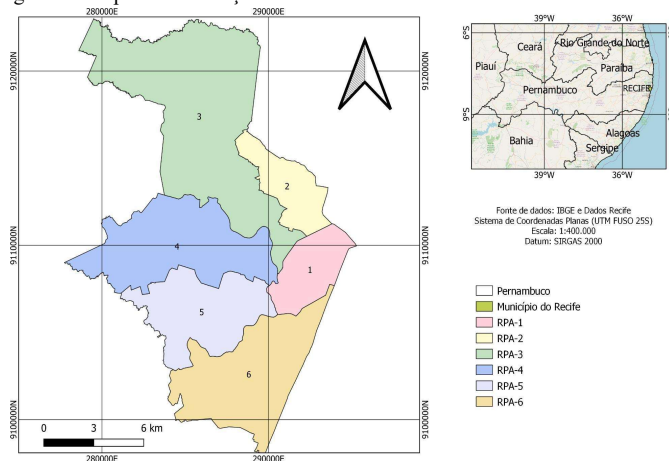 280000E 290000E
9120000N 9120000N
3
2
9110000N 9110000N
4
1
5
6
9100000N 9100000N
0 3 6 km
280000E 290000E
39°W 36°W
6°S
Ceará
Rio Grande do Norte
Piauí
Paraíba
Pernambuco
RECIFE
9°S
Alagoas
Bahia
Sergipe
39°W 36°W
Fonte de dados: IBGE e Dados Recife
Sistema de Coordenadas Planas (UTM FUSO 25S)
Escala: 1:400.000
Datum: SIRGAS 2000
Pernambuco
Município do Recife
RPA-1
RPA-2
RPA-3
RPA-4
RPA-5
RPA-6